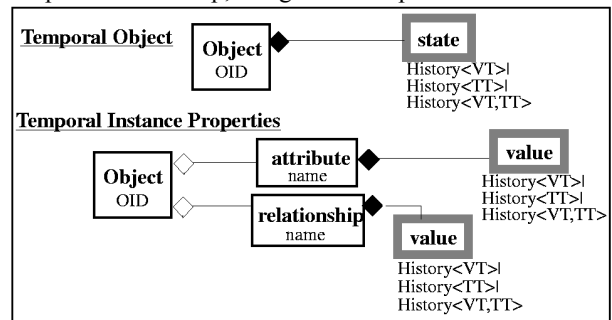 Temporal Object
Object
OID
state
History<VT>|
History<TT>|
History<VT,TT>
Temporal Instance Properties
Object
OID
attribute
name
value
History<VT>|
History<TT>|
History<VT,TT>
relationship
name
value
History<VT>|
History<TT>|
History<VT,TT>